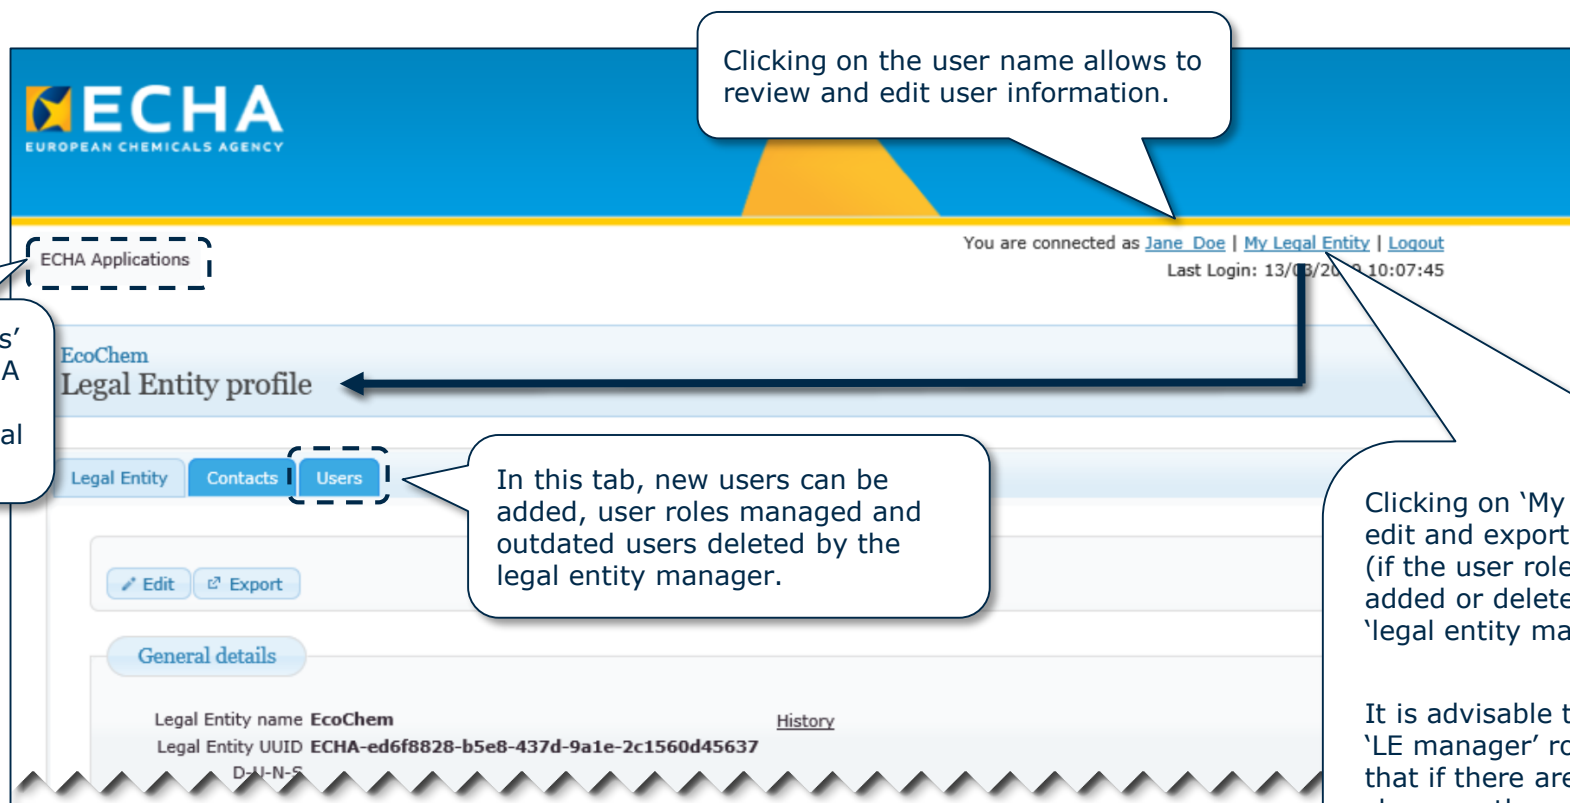 Clicking on the user name allows to
review and edit user information.
ECHA
EUROPEAN CHEMICALS AGENCY
You are connected as Jane Doe | My Legal Entity | Logout
ECHA Applications
Last Login: 13/03/20 10:07:45
s’
A
al
EcoChem
Legal Entity profile
Legal Entity
Contacts
Users
In this tab, new users can be
added, user roles managed and
outdated users deleted by the
legal entity manager.
Edit
Export
General details
Legal Entity name EcoChem
History
Legal Entity UUID ECHA-ed6f8828-b5e8-437d-9a1e-2c1560d45637
D-U-N-S
Clicking on ‘My
edit and export
(if the user role
added or delete
‘legal entity ma
It is advisable t
‘LE manager’ ro
that if there are